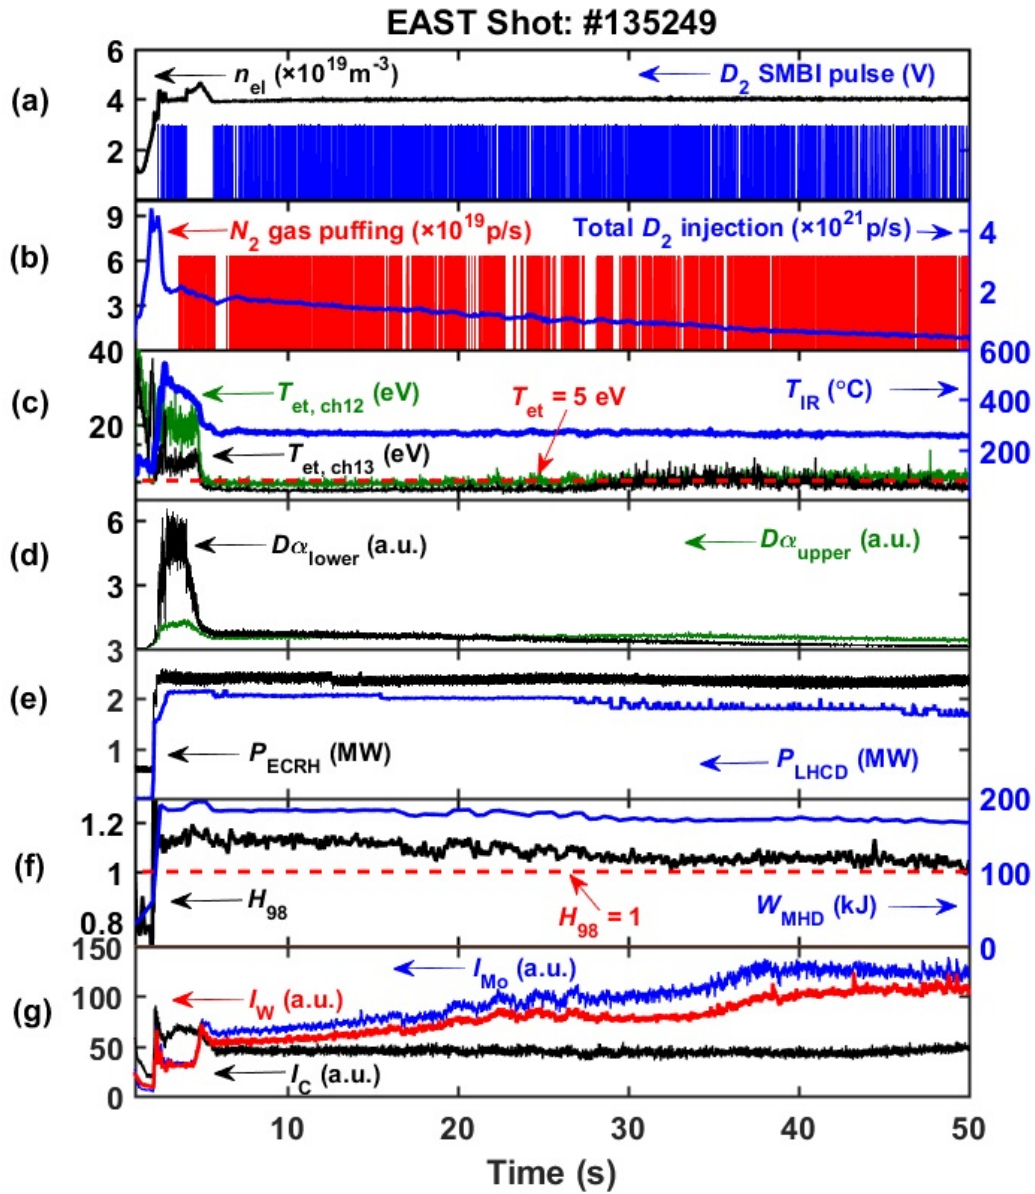 EAST Shot: #135249
(a)
6
4
2
n_el (×10^19 m^-3)
D_2 SMBI pulse (V)
(b)
9
6
3
N_2 gas puffing (×10^19 p/s)
Total D_2 injection (×10^21 p/s)
4
2
(c)
40
20
T_et, ch12 (eV)
T_et = 5 eV
T_IR (°C)
T_et, ch13 (eV)
600
400
200
(d)
6
3
Dα_lower (a.u.)
Dα_upper (a.u.)
(e)
3
2
1
P_ECRH (MW)
P_LHCD (MW)
(f)
1.2
1
0.8
H_98
H_98 = 1
W_MHD (kJ)
200
100
0
(g)
150
100
50
0
I_Mo (a.u.)
I_W (a.u.)
I_C (a.u.)
10 20 30 40 50
Time (s)